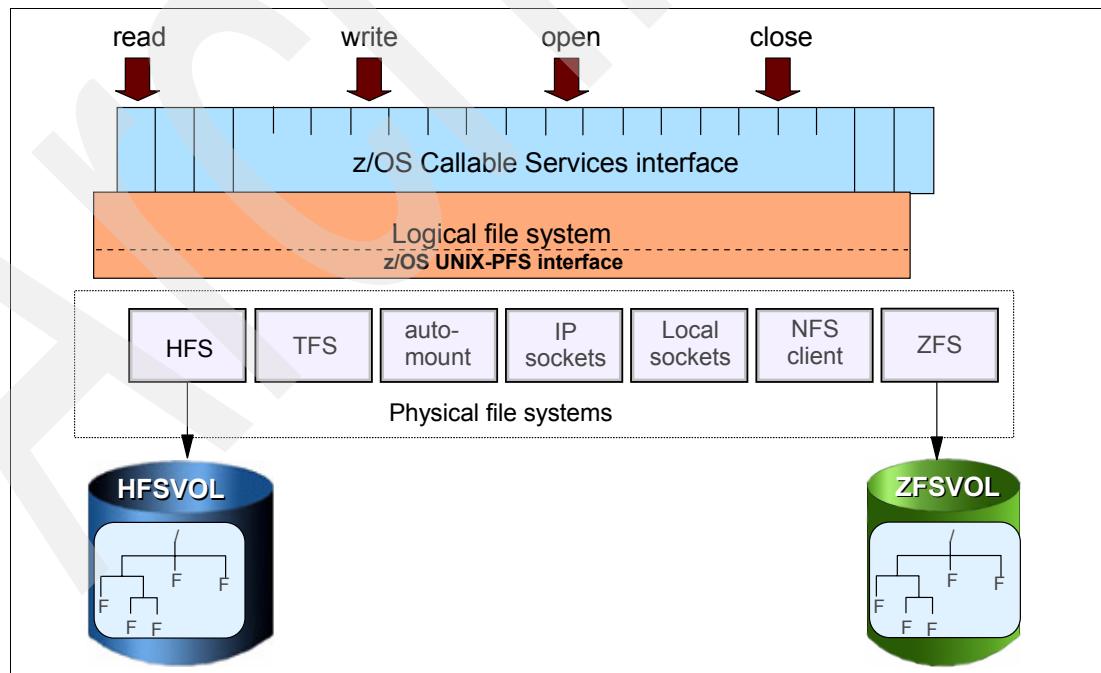 read write open close
z/OS Callable Services interface
Logical file system
z/OS UNIX-PFS interface
HFS
TFS
auto-
mount
IP
sockets
Local
sockets
NFS
client
ZFS
Physical file systems
HFSVOL
F
F
F
F F
ZFSVOL
F
F
F
F F